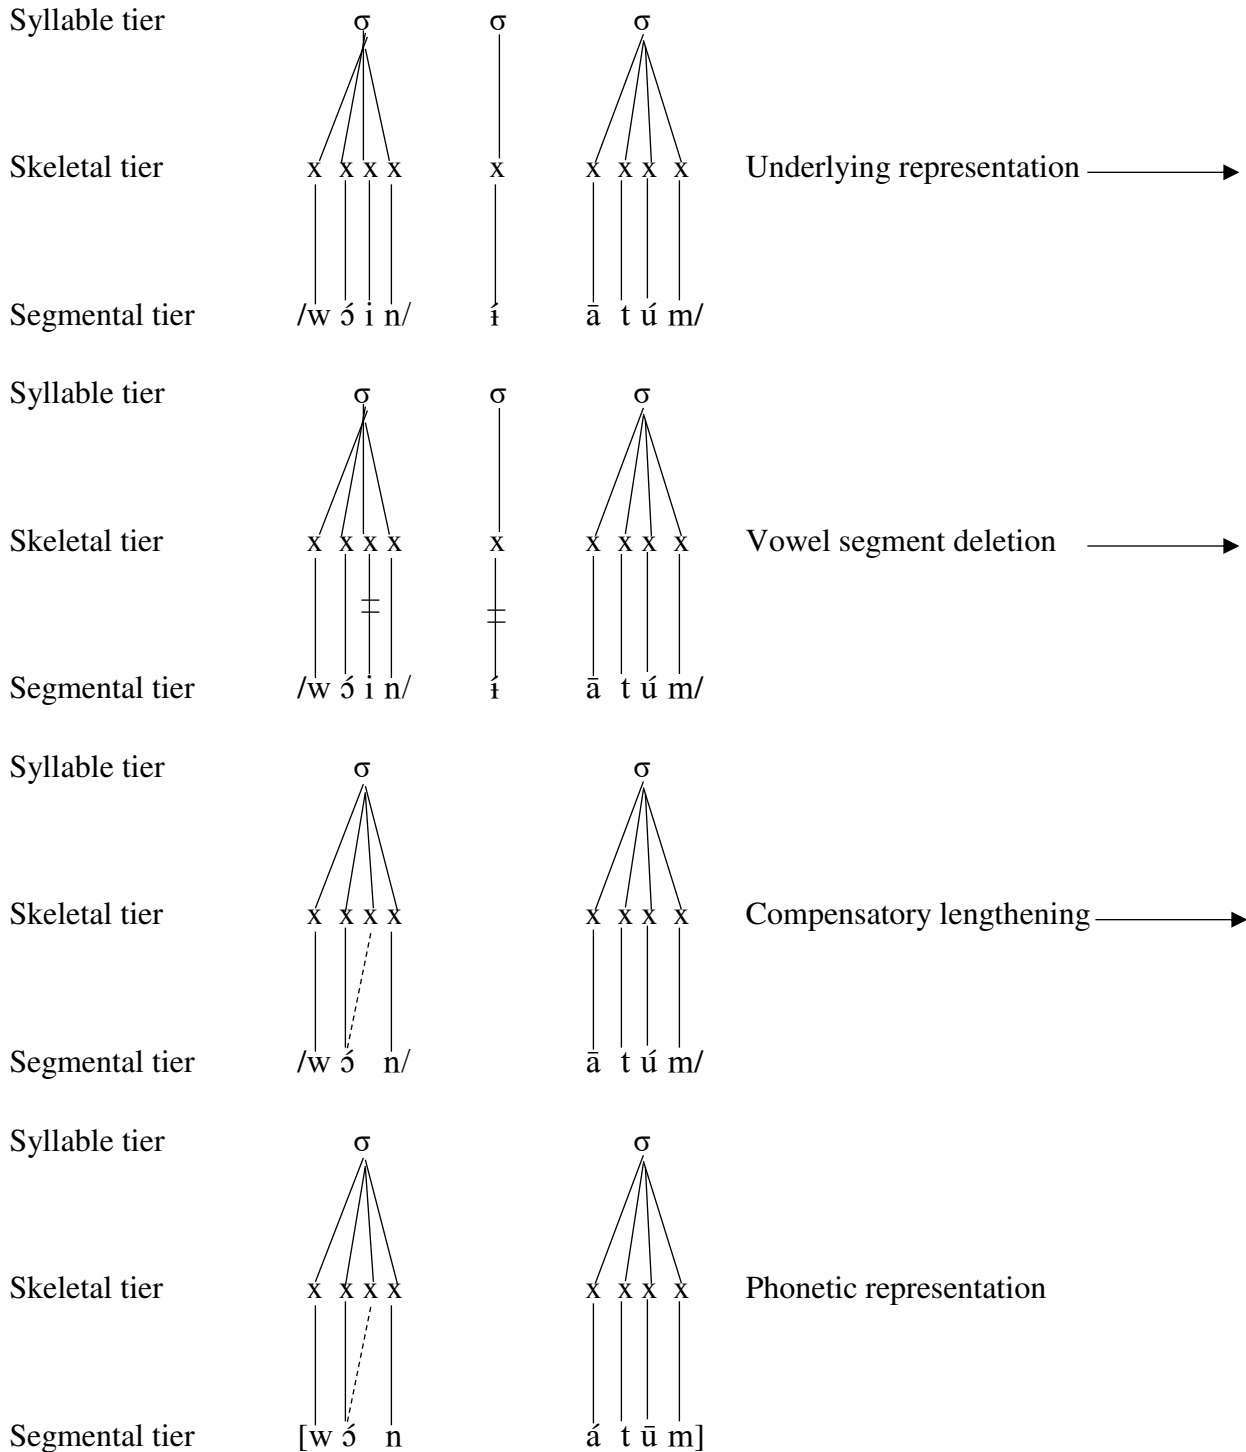 Syllable tier σ σ σ
Skeletal tier x x x x x x x x x Underlying representation
Segmental tier /w ɔ́ i n/ ɨ́ ā t ú m/
Syllable tier σ σ σ
Skeletal tier x x x x x x x x x Vowel segment deletion
Segmental tier /w ɔ́ i n/ ɨ́ ā t ú m/
Syllable tier σ σ
Skeletal tier x x x x x x x x Compensatory lengthening
Segmental tier /w ɔ́ n/ ā t ú m/
Syllable tier σ σ
Skeletal tier x x x x x x x x Phonetic representation
Segmental tier [w ɔ́ n á t ū m]